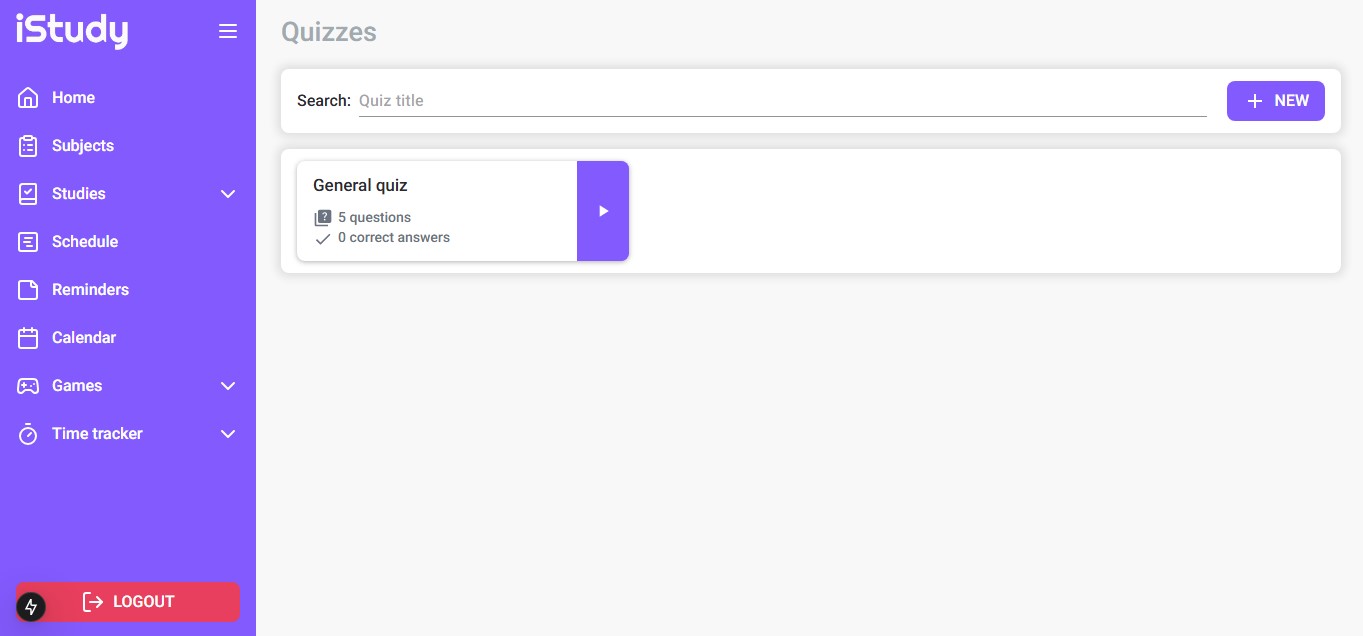 iStudy
Home
Subjects
Studies
Schedule
Reminders
Calendar
Games
Time tracker
LOGOUT
Quizzes
Search: Quiz title
NEW
General quiz
5 questions
0 correct answers